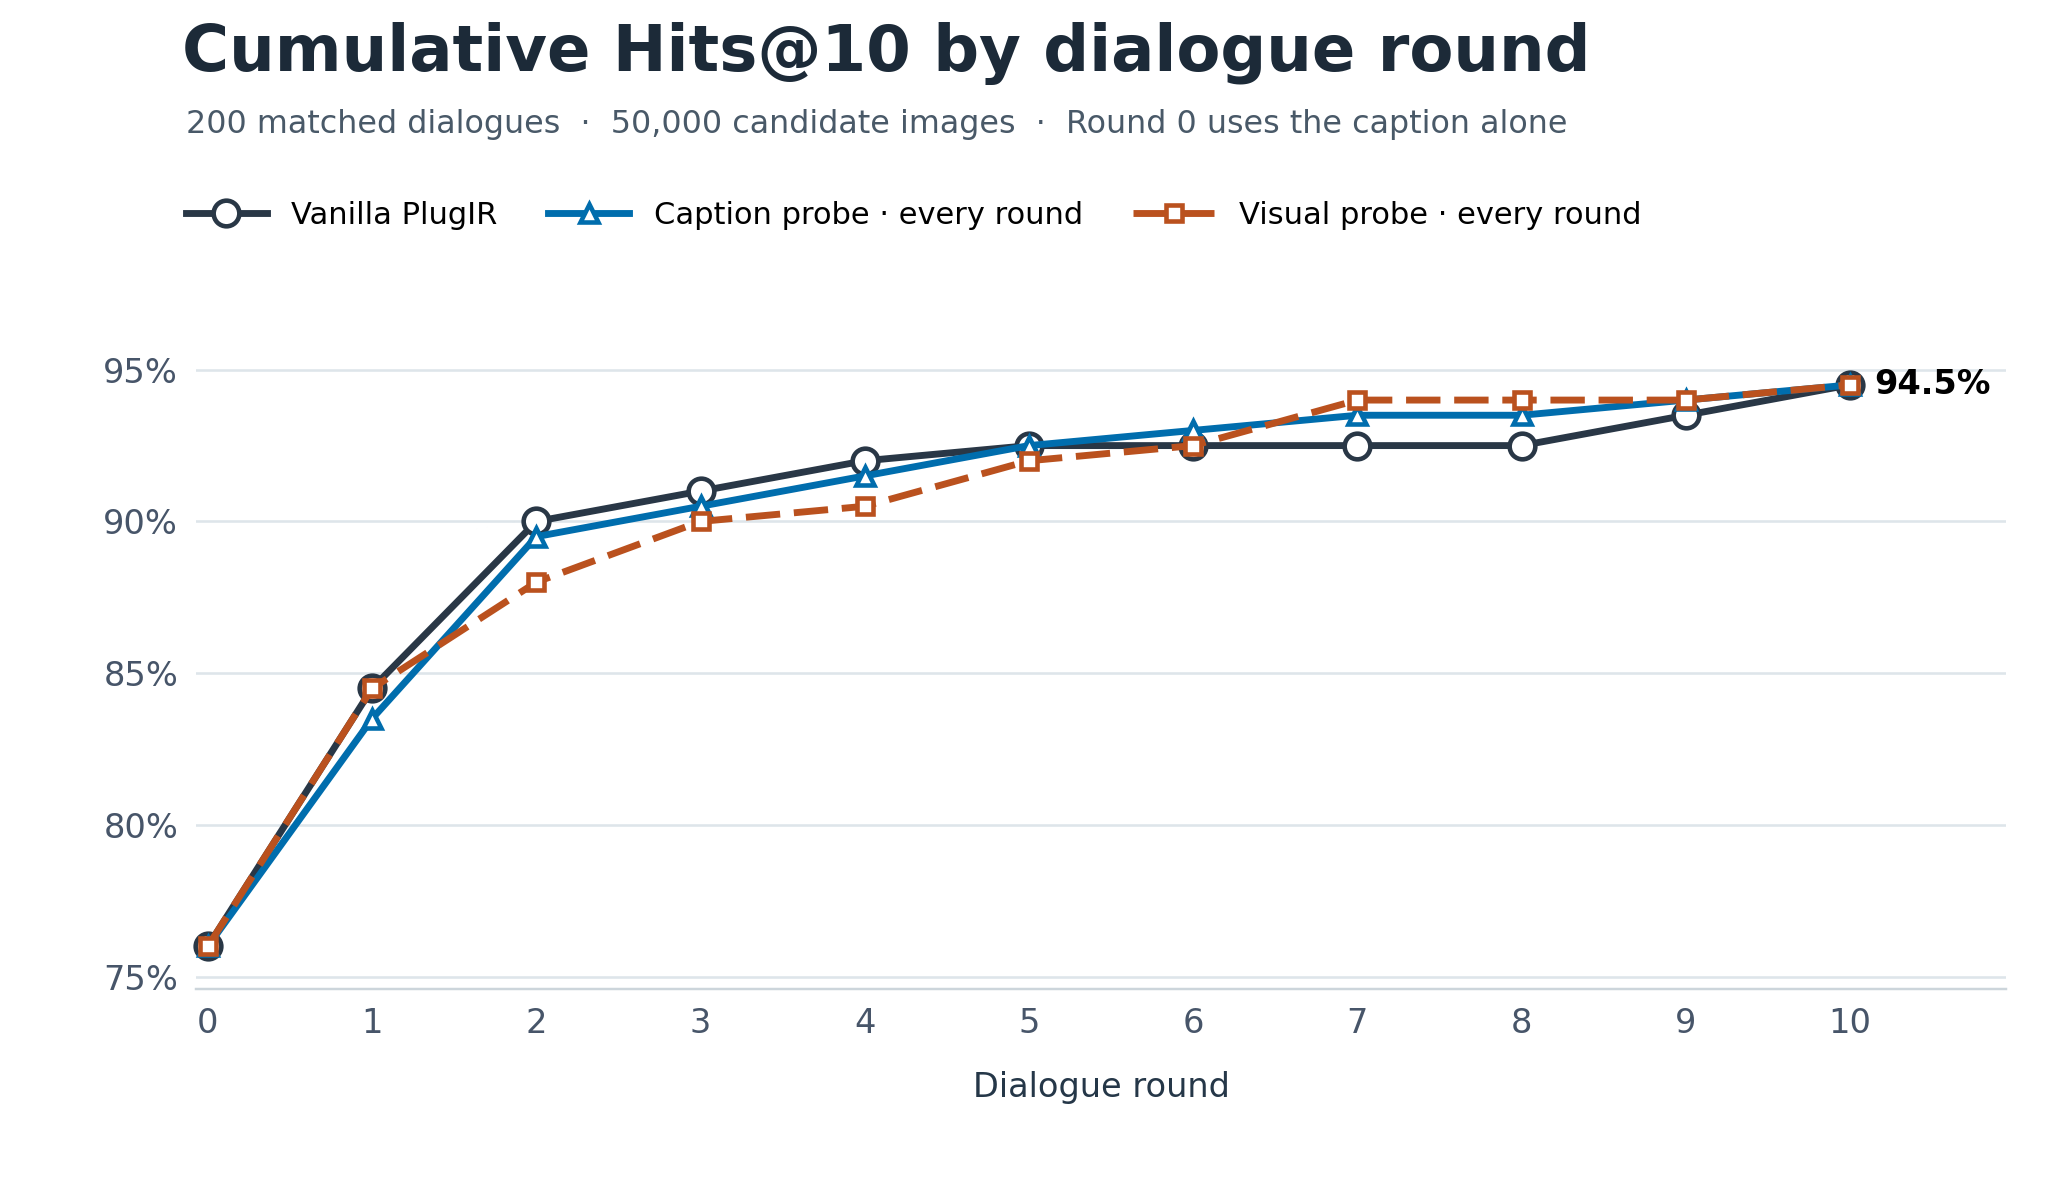 Cumulative Hits@10 by dialogue round
200 matched dialogues · 50,000 candidate images · Round 0 uses the caption alone
Vanilla PlugIR Caption probe · every round Visual probe · every round
95%
94.5%
90%
85%
80%
75%
0 1 2 3 4 5 6 7 8 9 10
Dialogue round